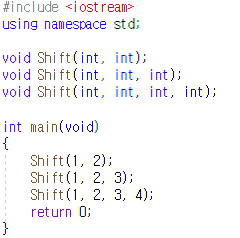 #include <iostream>
using namespace std;
void Shift(int, int);
void Shift(int, int, int);
void Shift(int, int, int, int);
int main(void)
{
Shift(1, 2);
Shift(1, 2, 3);
Shift(1, 2, 3, 4);
return 0;
}